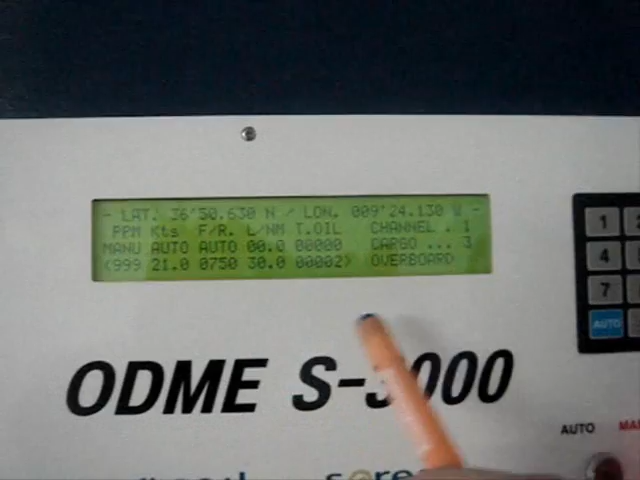 - LAT. 36°50.630 N / LON. 009°24.130 W -
PPM Kts F/R. L/NM T.OIL CHANNEL . 1
MANU AUTO AUTO 00.0 00000 CARGO ... 3
<999 21.0 0750 30.0 00002> OVERBOARD
1
4
7
AUTO
ODME S-3000
AUTO